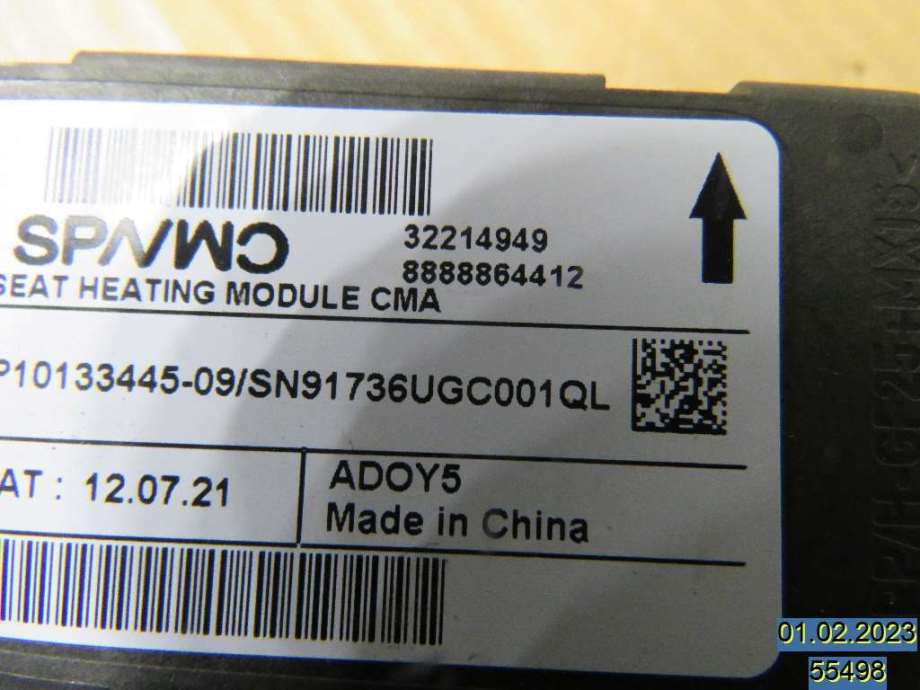 SPAWO
32214949
8888864412
SEAT HEATING MODULE CMA
P10133445-09/SN91736UGC001QL
AT : 12.07.21
ADOY5
Made in China
01.02.2023
55498